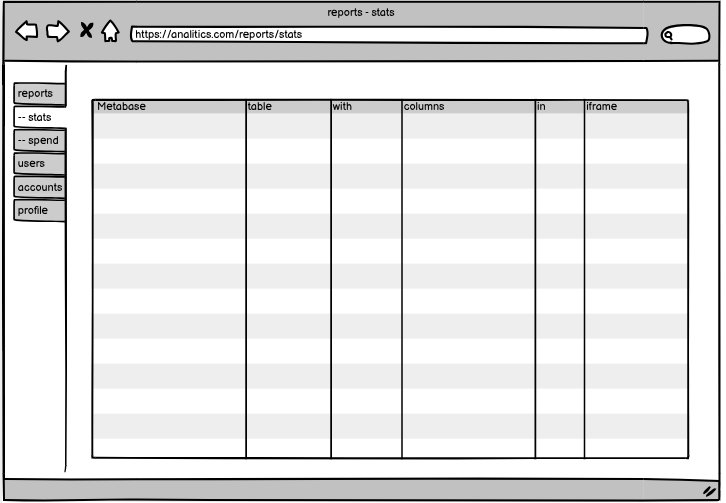 reports - stats
https://analitics.com/reports/stats
reports
-- stats
-- spend
users
accounts
profile
Metabase table with columns in iframe